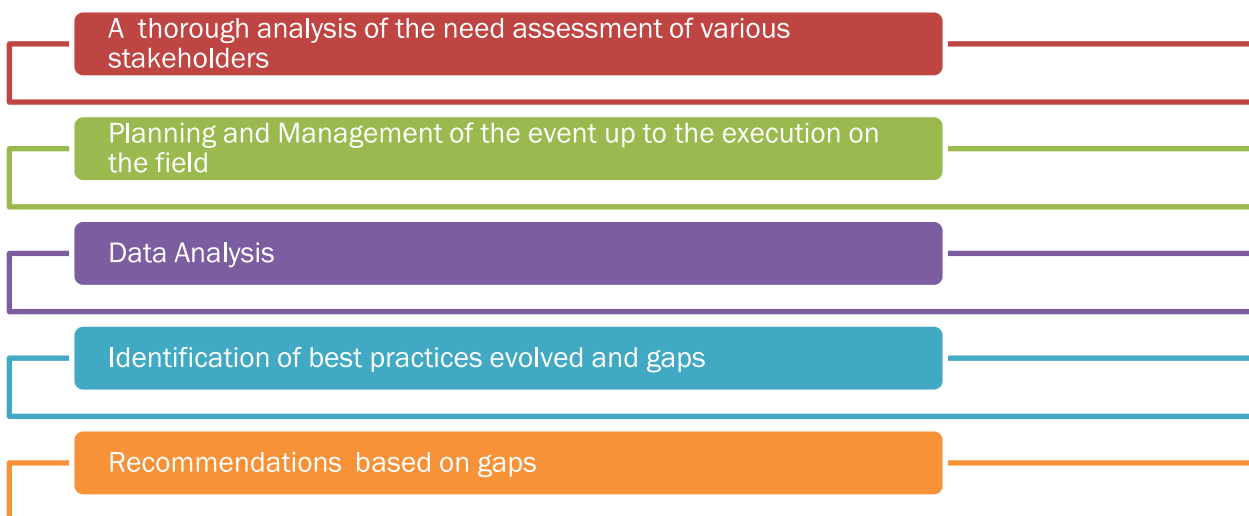 A  thorough analysis of the need assessment of various
stakeholders
Planning and Management of the event up to the execution on
the field
Data Analysis
Identification of best practices evolved and gaps
Recommendations  based on gaps